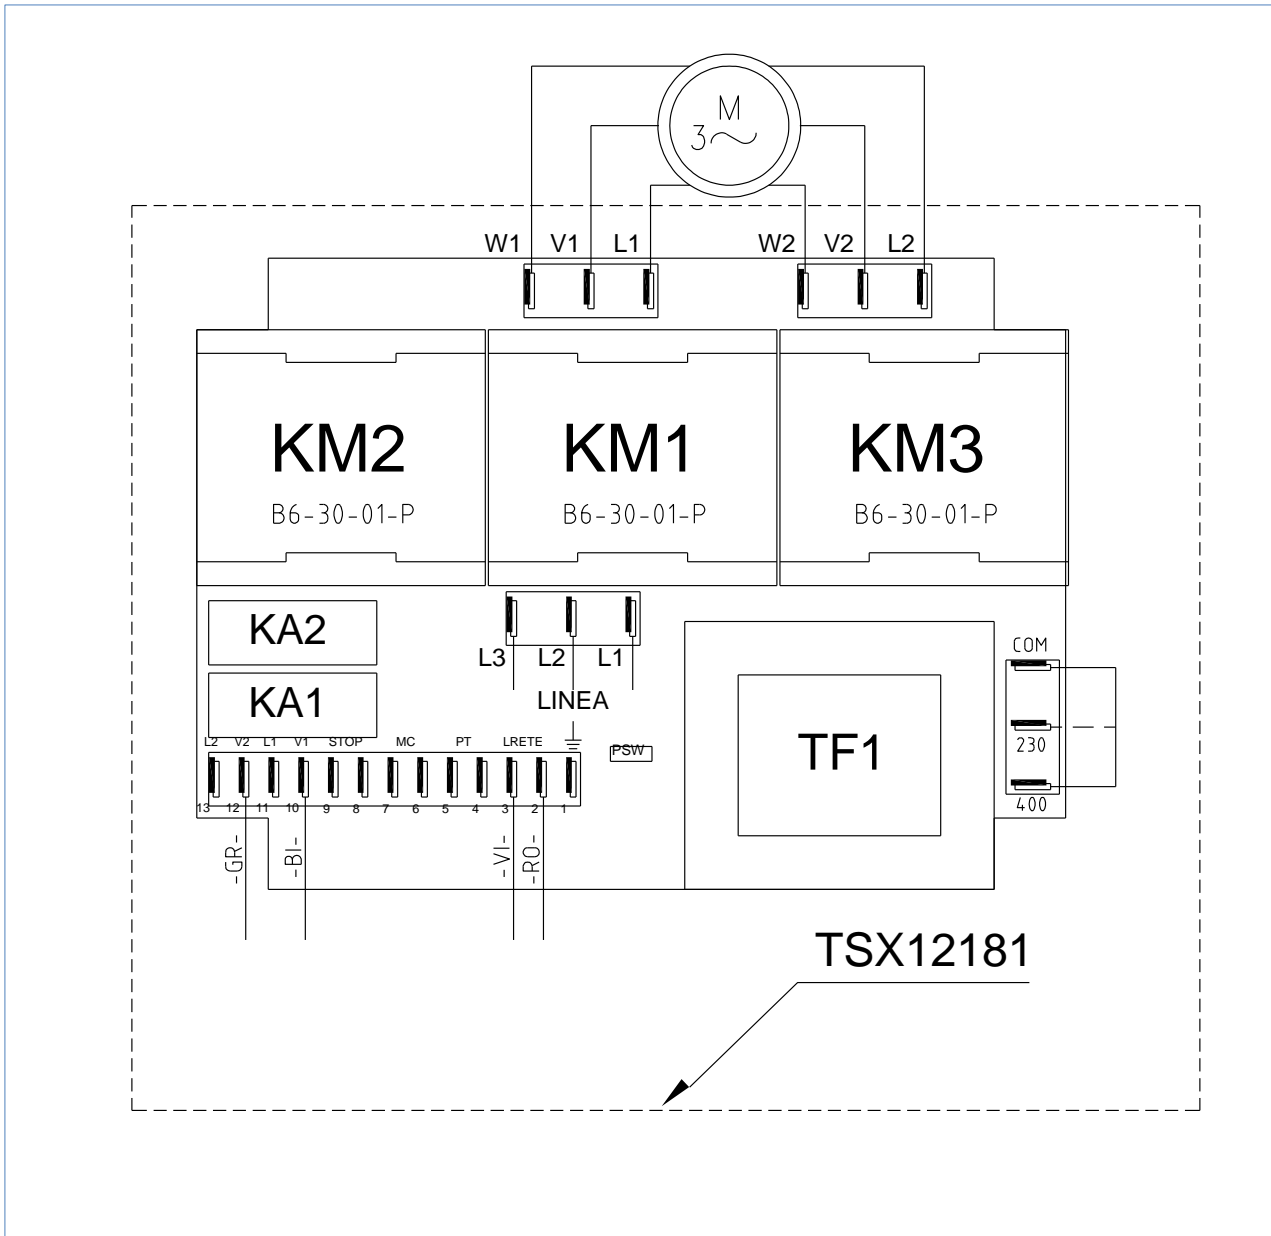 M
3~
W1 V1 L1 W2 V2 L2
KM2 KM1 KM3
B6-30-01-P B6-30-01-P B6-30-01-P
KA2
L3 L2 L1
COM
KA1
LINEA
L2 V2 L1 V1 STOP MC PT LRETE
PSW
TF1
230
13 12 11 10 9 8 7 6 5 4 3 2 1
400
-GR- -BI- -VI- -RO-
TSX12181